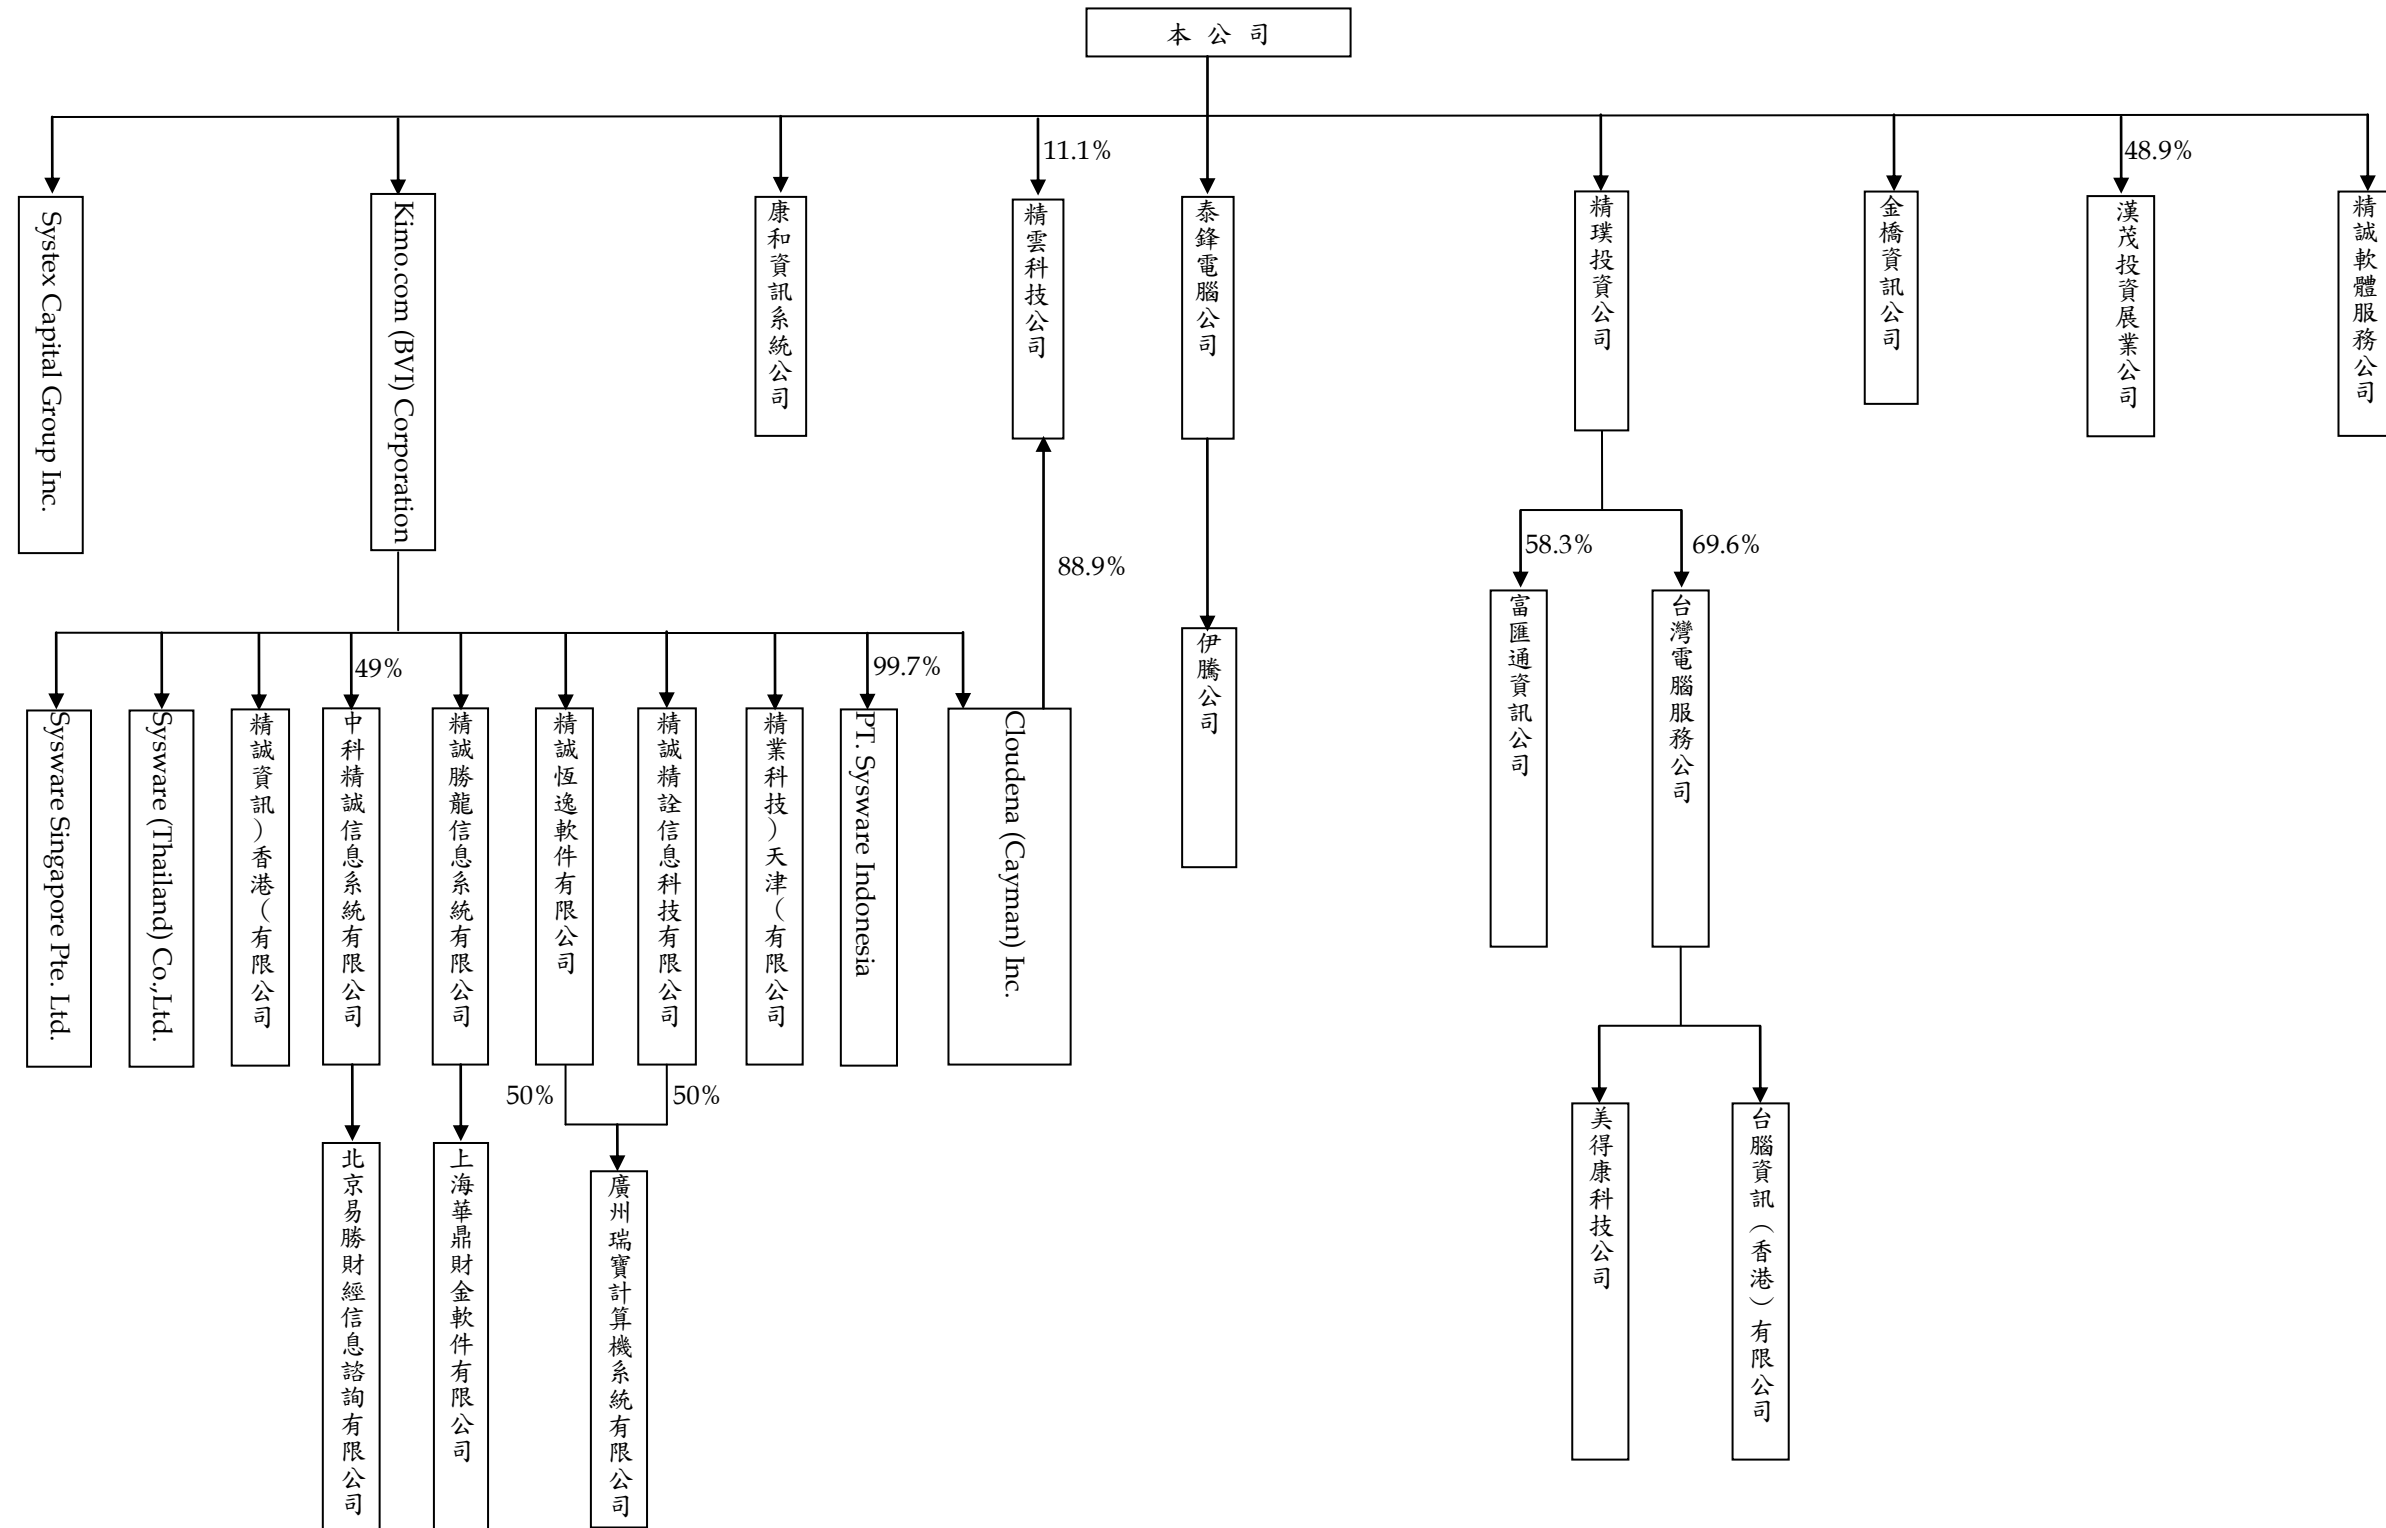 本公司
11.1%
48.9%
Systex Capital Group Inc.
Kimo.com (BVI) Corporation
康和資訊系統公司
精雲科技公司
泰鋒電腦公司
精璞投資公司
金橋資訊公司
漢茂投資展業公司
精誠軟體服務公司
88.9%
58.3%
69.6%
伊騰公司
富匯通資訊公司
台灣電腦服務公司
49%
99.7%
Sysware Singapore Pte. Ltd.
Sysware (Thailand) Co.,Ltd.
精誠資訊)香港(有限公司
中科精誠信息系統有限公司
精誠勝龍信息系統有限公司
精誠恆逸軟件有限公司
精誠精詮信息科技有限公司
精業科技)天津(有限公司
PT. Sysware Indonesia
Cloudena (Cayman) Inc.
50%
50%
北京易勝財經信息諮詢有限公司
上海華鼎財金軟件有限公司
廣州瑞寶計算機系統有限公司
美得康科技公司
台腦資訊(香港)有限公司